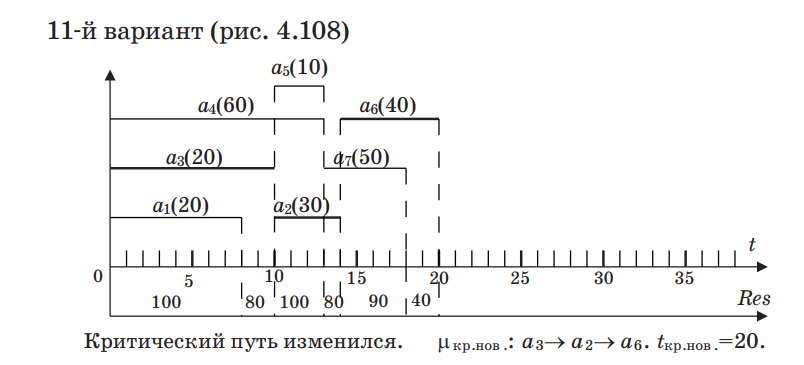 11-й вариант (рис. 4.108)
a5(10)
a4(60) a6(40)
a3(20) a7(50)
a1(20) a2(30)
t
0 5 10 15 20 25 30 35
100 80 100 80 90 40 Res
Критический путь изменился. μкр.нов.: a3→ a2→ a6. tкр.нов.=20.